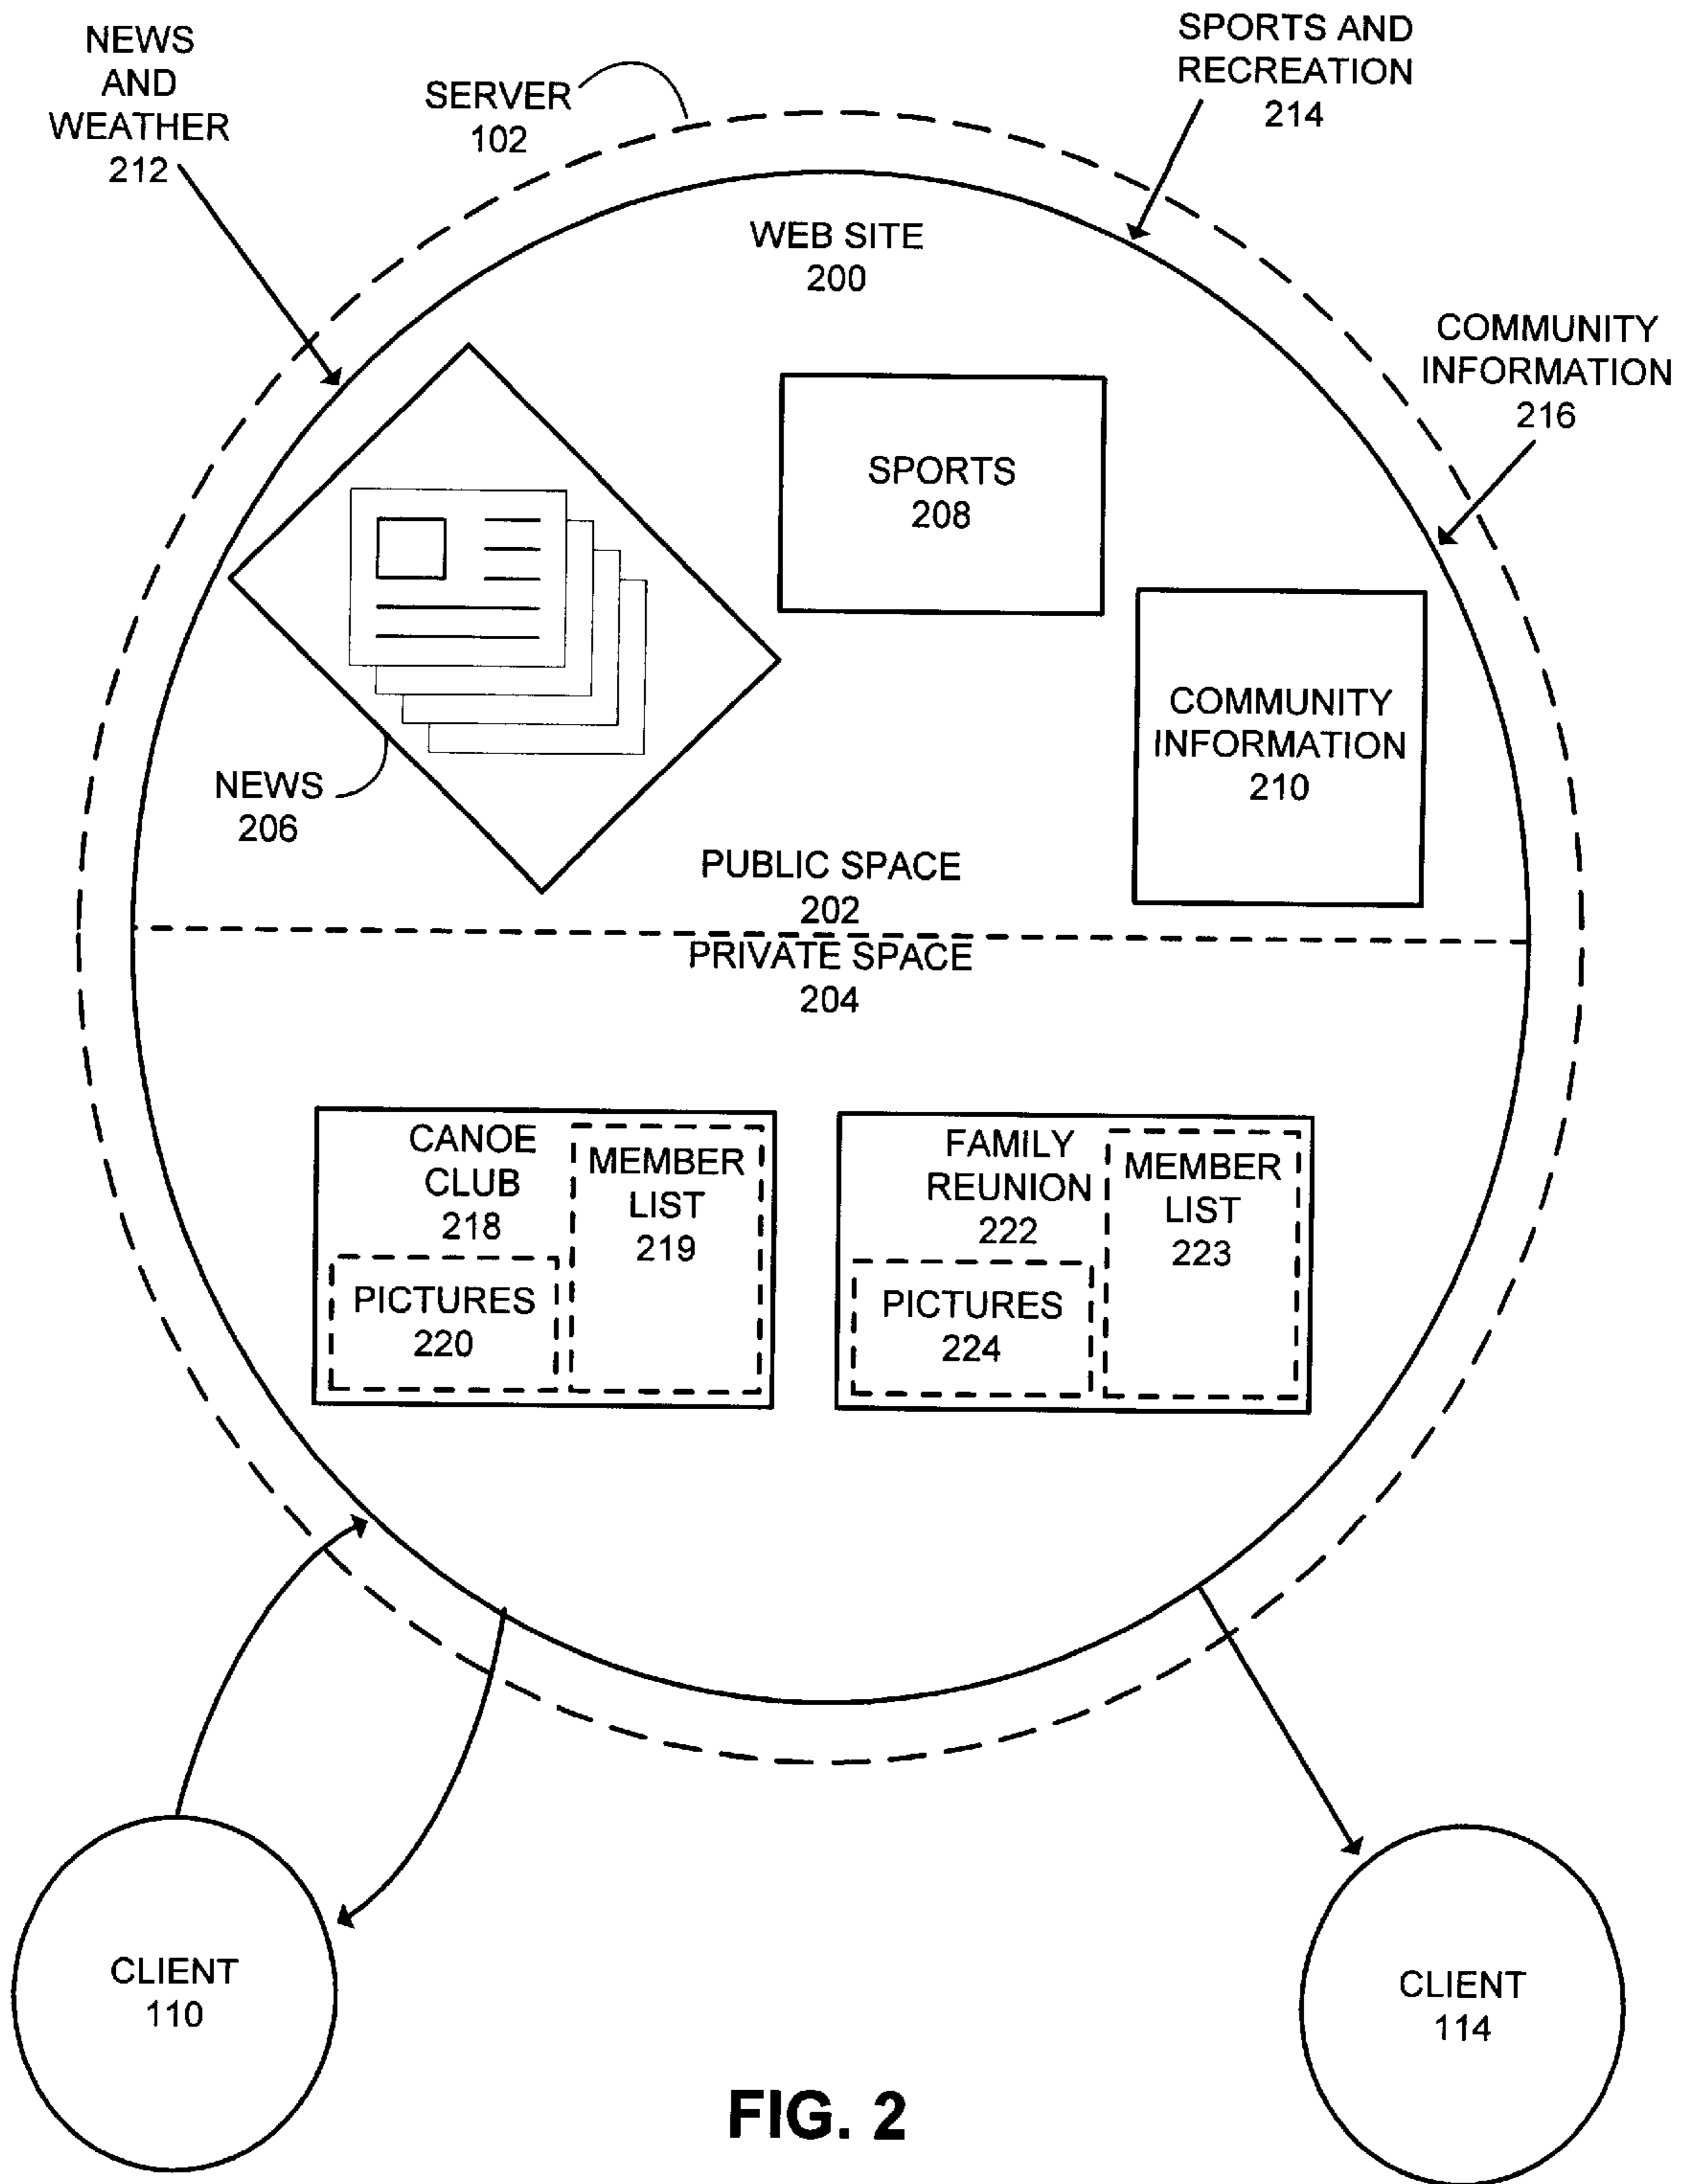 NEWS
AND
WEATHER
212
SERVER
102
SPORTS AND
RECREATION
214
WEB SITE
200
COMMUNITY
INFORMATION
216
SPORTS
208
COMMUNITY
INFORMATION
210
NEWS
206
PUBLIC SPACE
202
PRIVATE SPACE
204
CANOE
CLUB
218
MEMBER
LIST
219
PICTURES
220
FAMILY
REUNION
222
MEMBER
LIST
223
PICTURES
224
CLIENT
110
CLIENT
114
FIG. 2